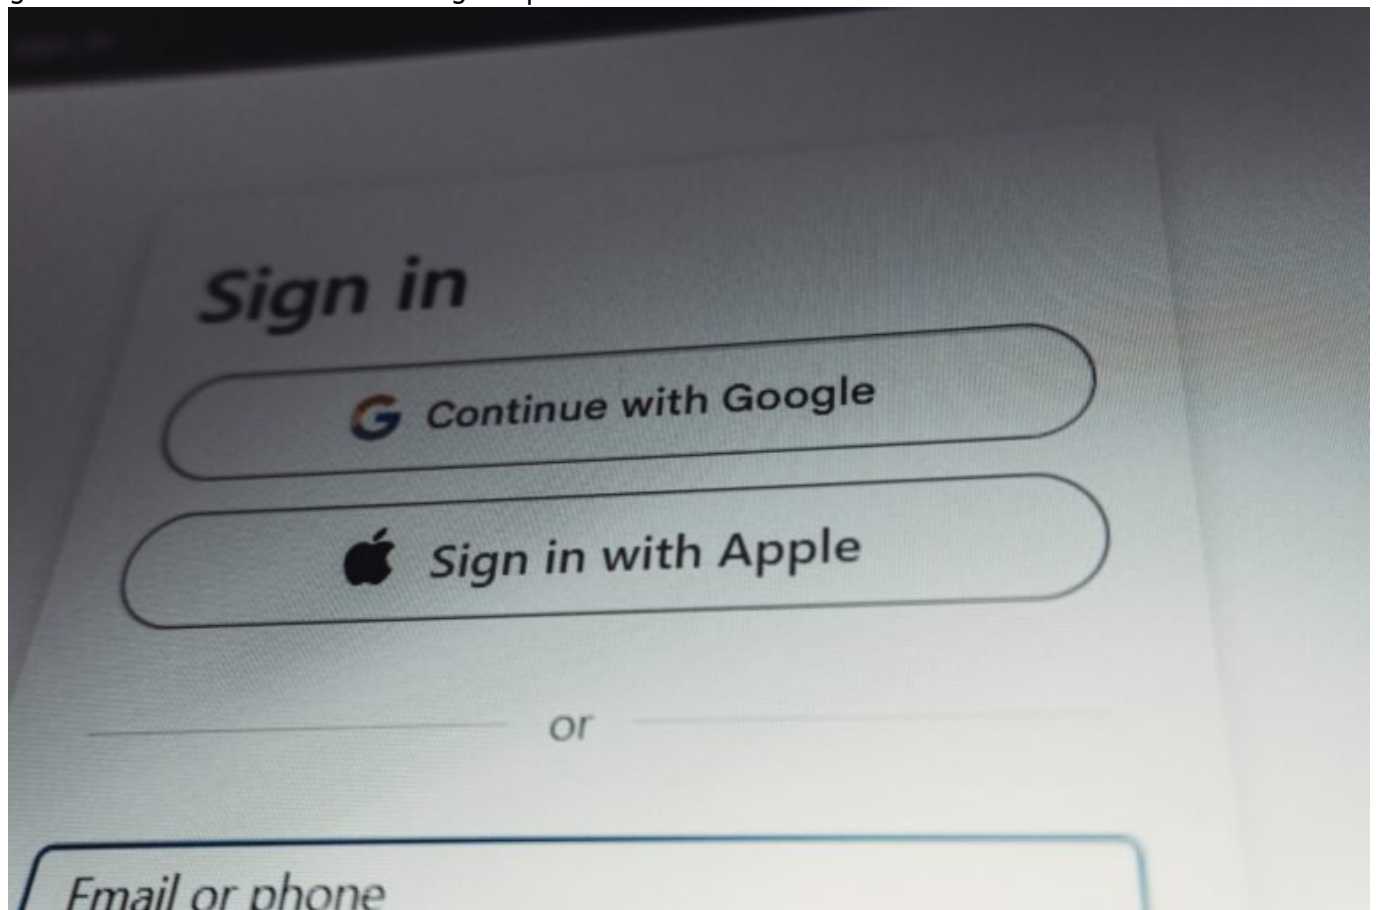 Sign in
Continue with Google
Sign in with Apple
or
Email or phone